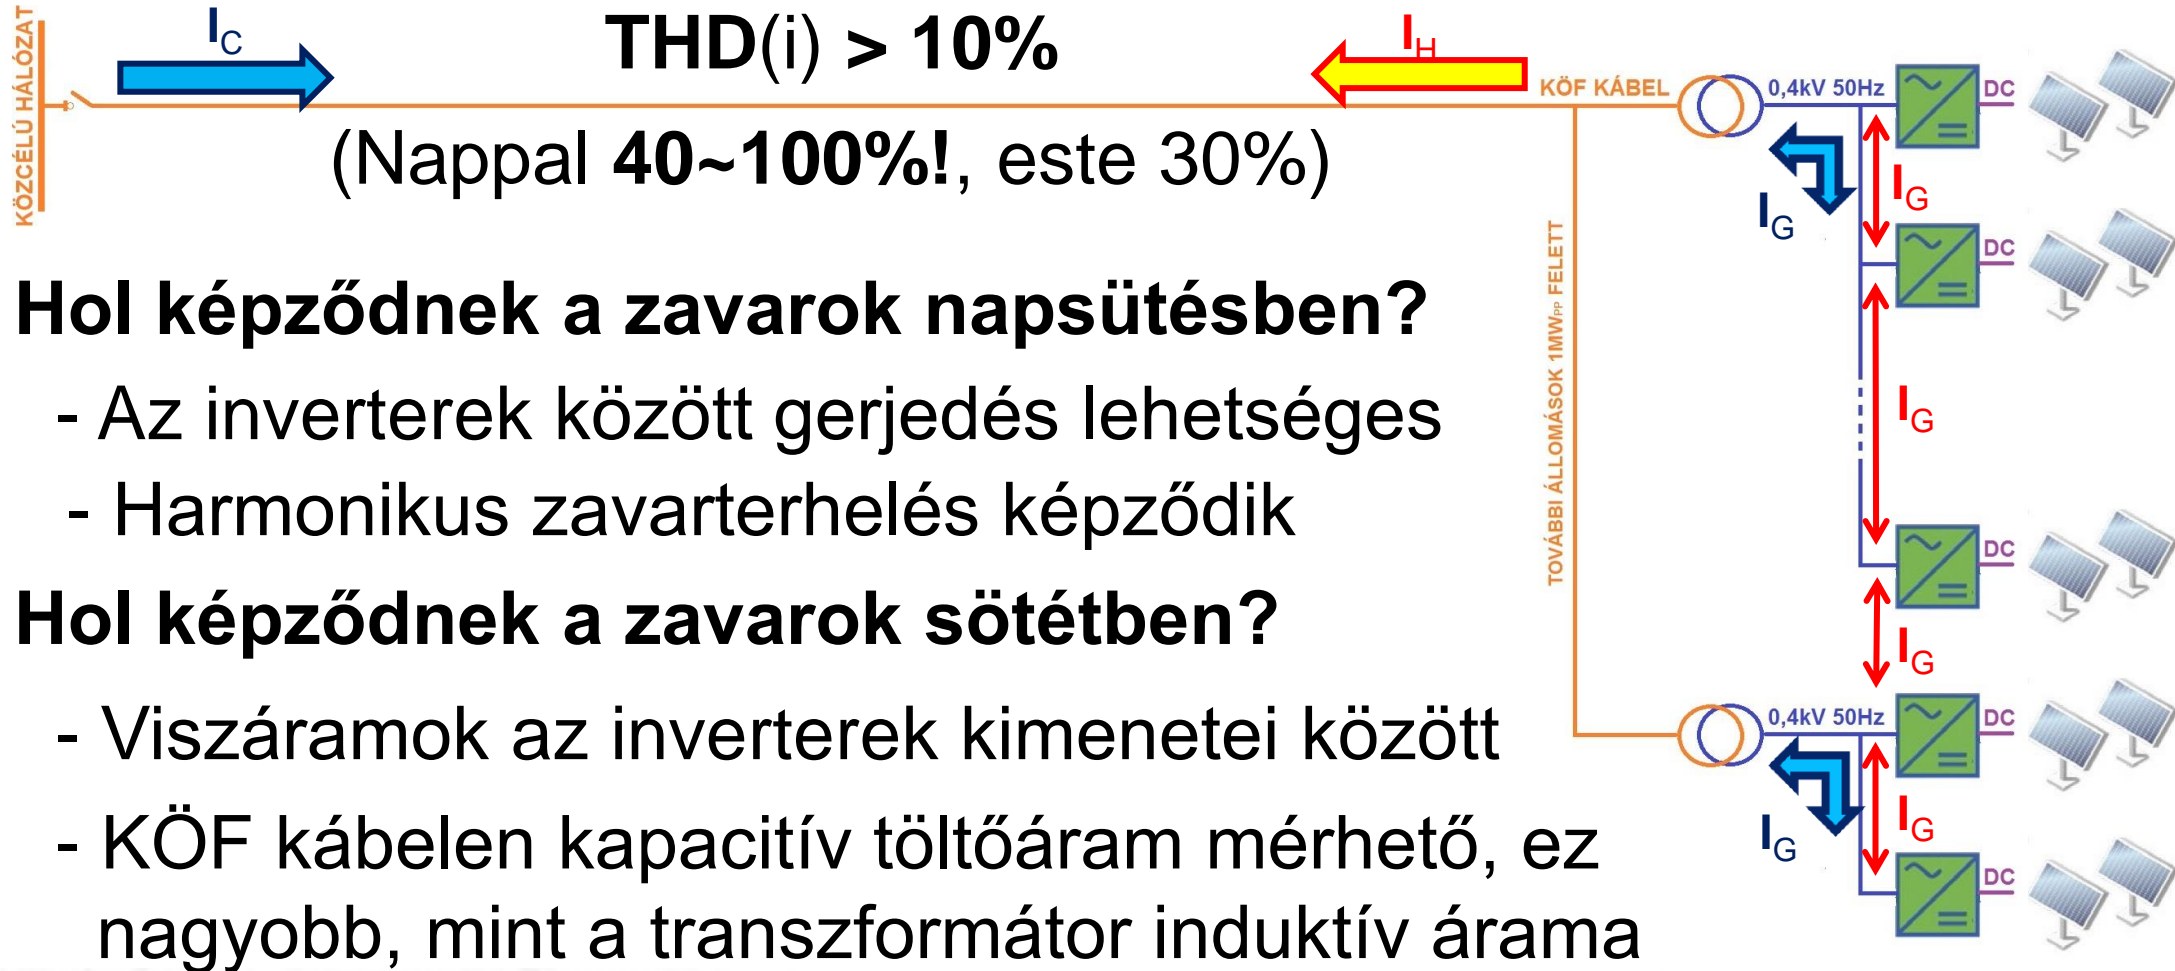 KÖZCÉLÚ HÁLÓZAT
IC
THD(i) > 10%
IH
(Nappal 40~100%!, este 30%)
KÖF KÁBEL
0,4kV 50Hz
DC
IG
IG
DC
TOVÁBBI ÁLLOMÁSOK 1MWPP FELETT
Hol képződnek a zavarok napsütésben?
- Az inverterek között gerjedés lehetséges
IG
- Harmonikus zavarterhelés képződik
DC
Hol képződnek a zavarok sötétben?
IG
- Viszáramok az inverterek kimenetei között
0,4kV 50Hz
DC
IG
IG
- KÖF kábelen kapacitív töltőáram mérhető, ez
DC
nagyobb, mint a transzformátor induktív árama